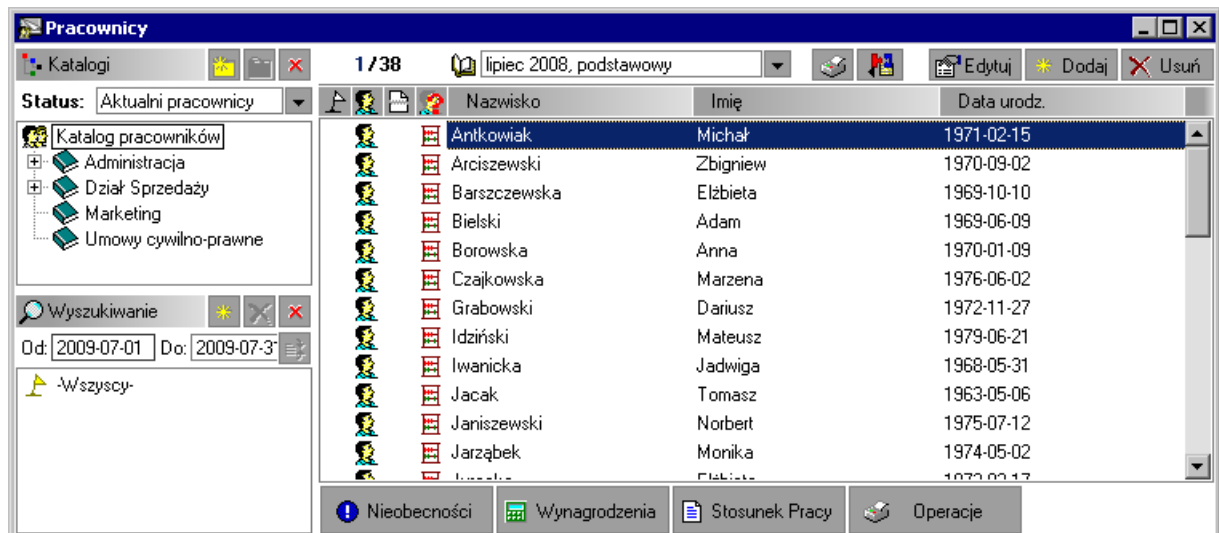 Pracownicy
Katalogi
1/38 lipiec 2008, podstawowy Edytuj Dodaj Usuń
Status: Aktualni pracownicy
Nazwisko Imię Data urodz.
Katalog pracowników
Administracja
Dział Sprzedaży
Marketing
Umowy cywilno-prawne
Wyszukiwanie
Od: 2009-07-01 Do: 2009-07-3
-Wszyscy-
Antkowiak Michał 1971-02-15
Arciszewski Zbigniew 1970-09-02
Barszczewska Elżbieta 1969-10-10
Bielski Adam 1969-06-09
Borowska Anna 1970-01-09
Czajkowska Marzena 1976-06-02
Grabowski Dariusz 1972-11-27
Idziński Mateusz 1979-06-21
Iwanicka Jadwiga 1968-05-31
Jacak Tomasz 1963-05-06
Janiszewski Norbert 1975-07-12
Jarząbek Monika 1974-05-02
Nieobecności Wynagrodzenia Stosunek Pracy Operacje